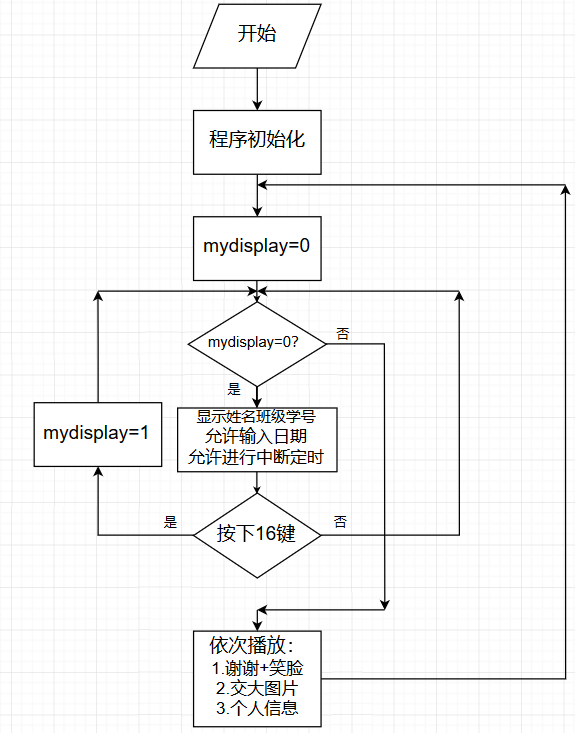 开始
程序初始化
mydisplay=0
mydisplay=0?
否
是
显示姓名班级学号
允许输入日期
允许进行中断定时
mydisplay=1
是
按下16键
否
依次播放：
1.谢谢+笑脸
2.交大图片
3.个人信息